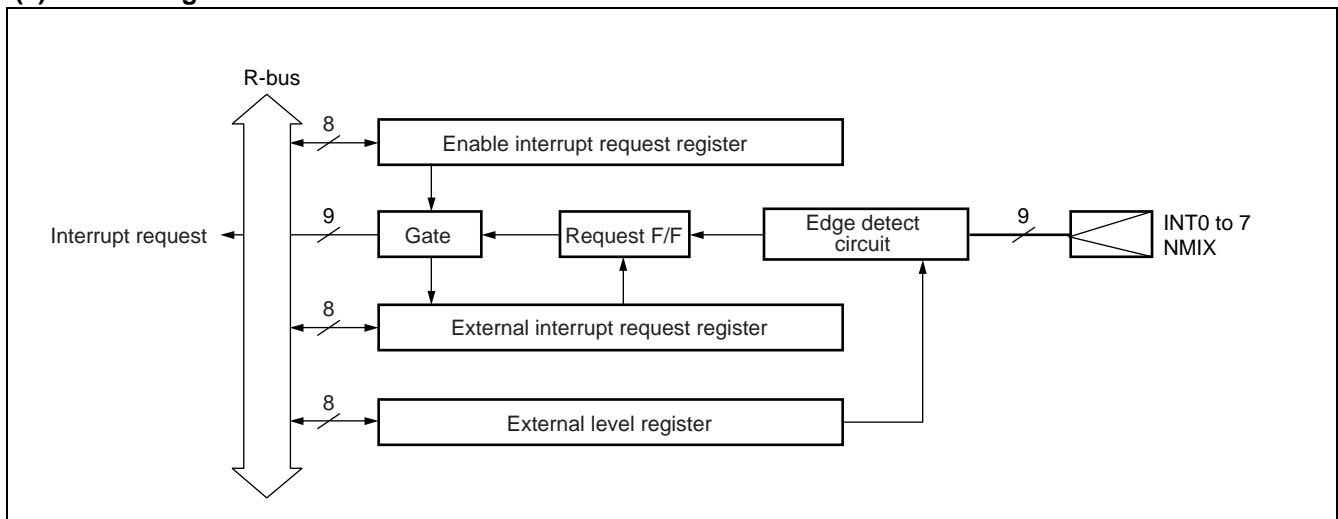 R-bus
8
Enable interrupt request register
Interrupt request
9
Gate
Request F/F
Edge detect
circuit
9
INT0 to 7
NMIX
8
External interrupt request register
8
External level register